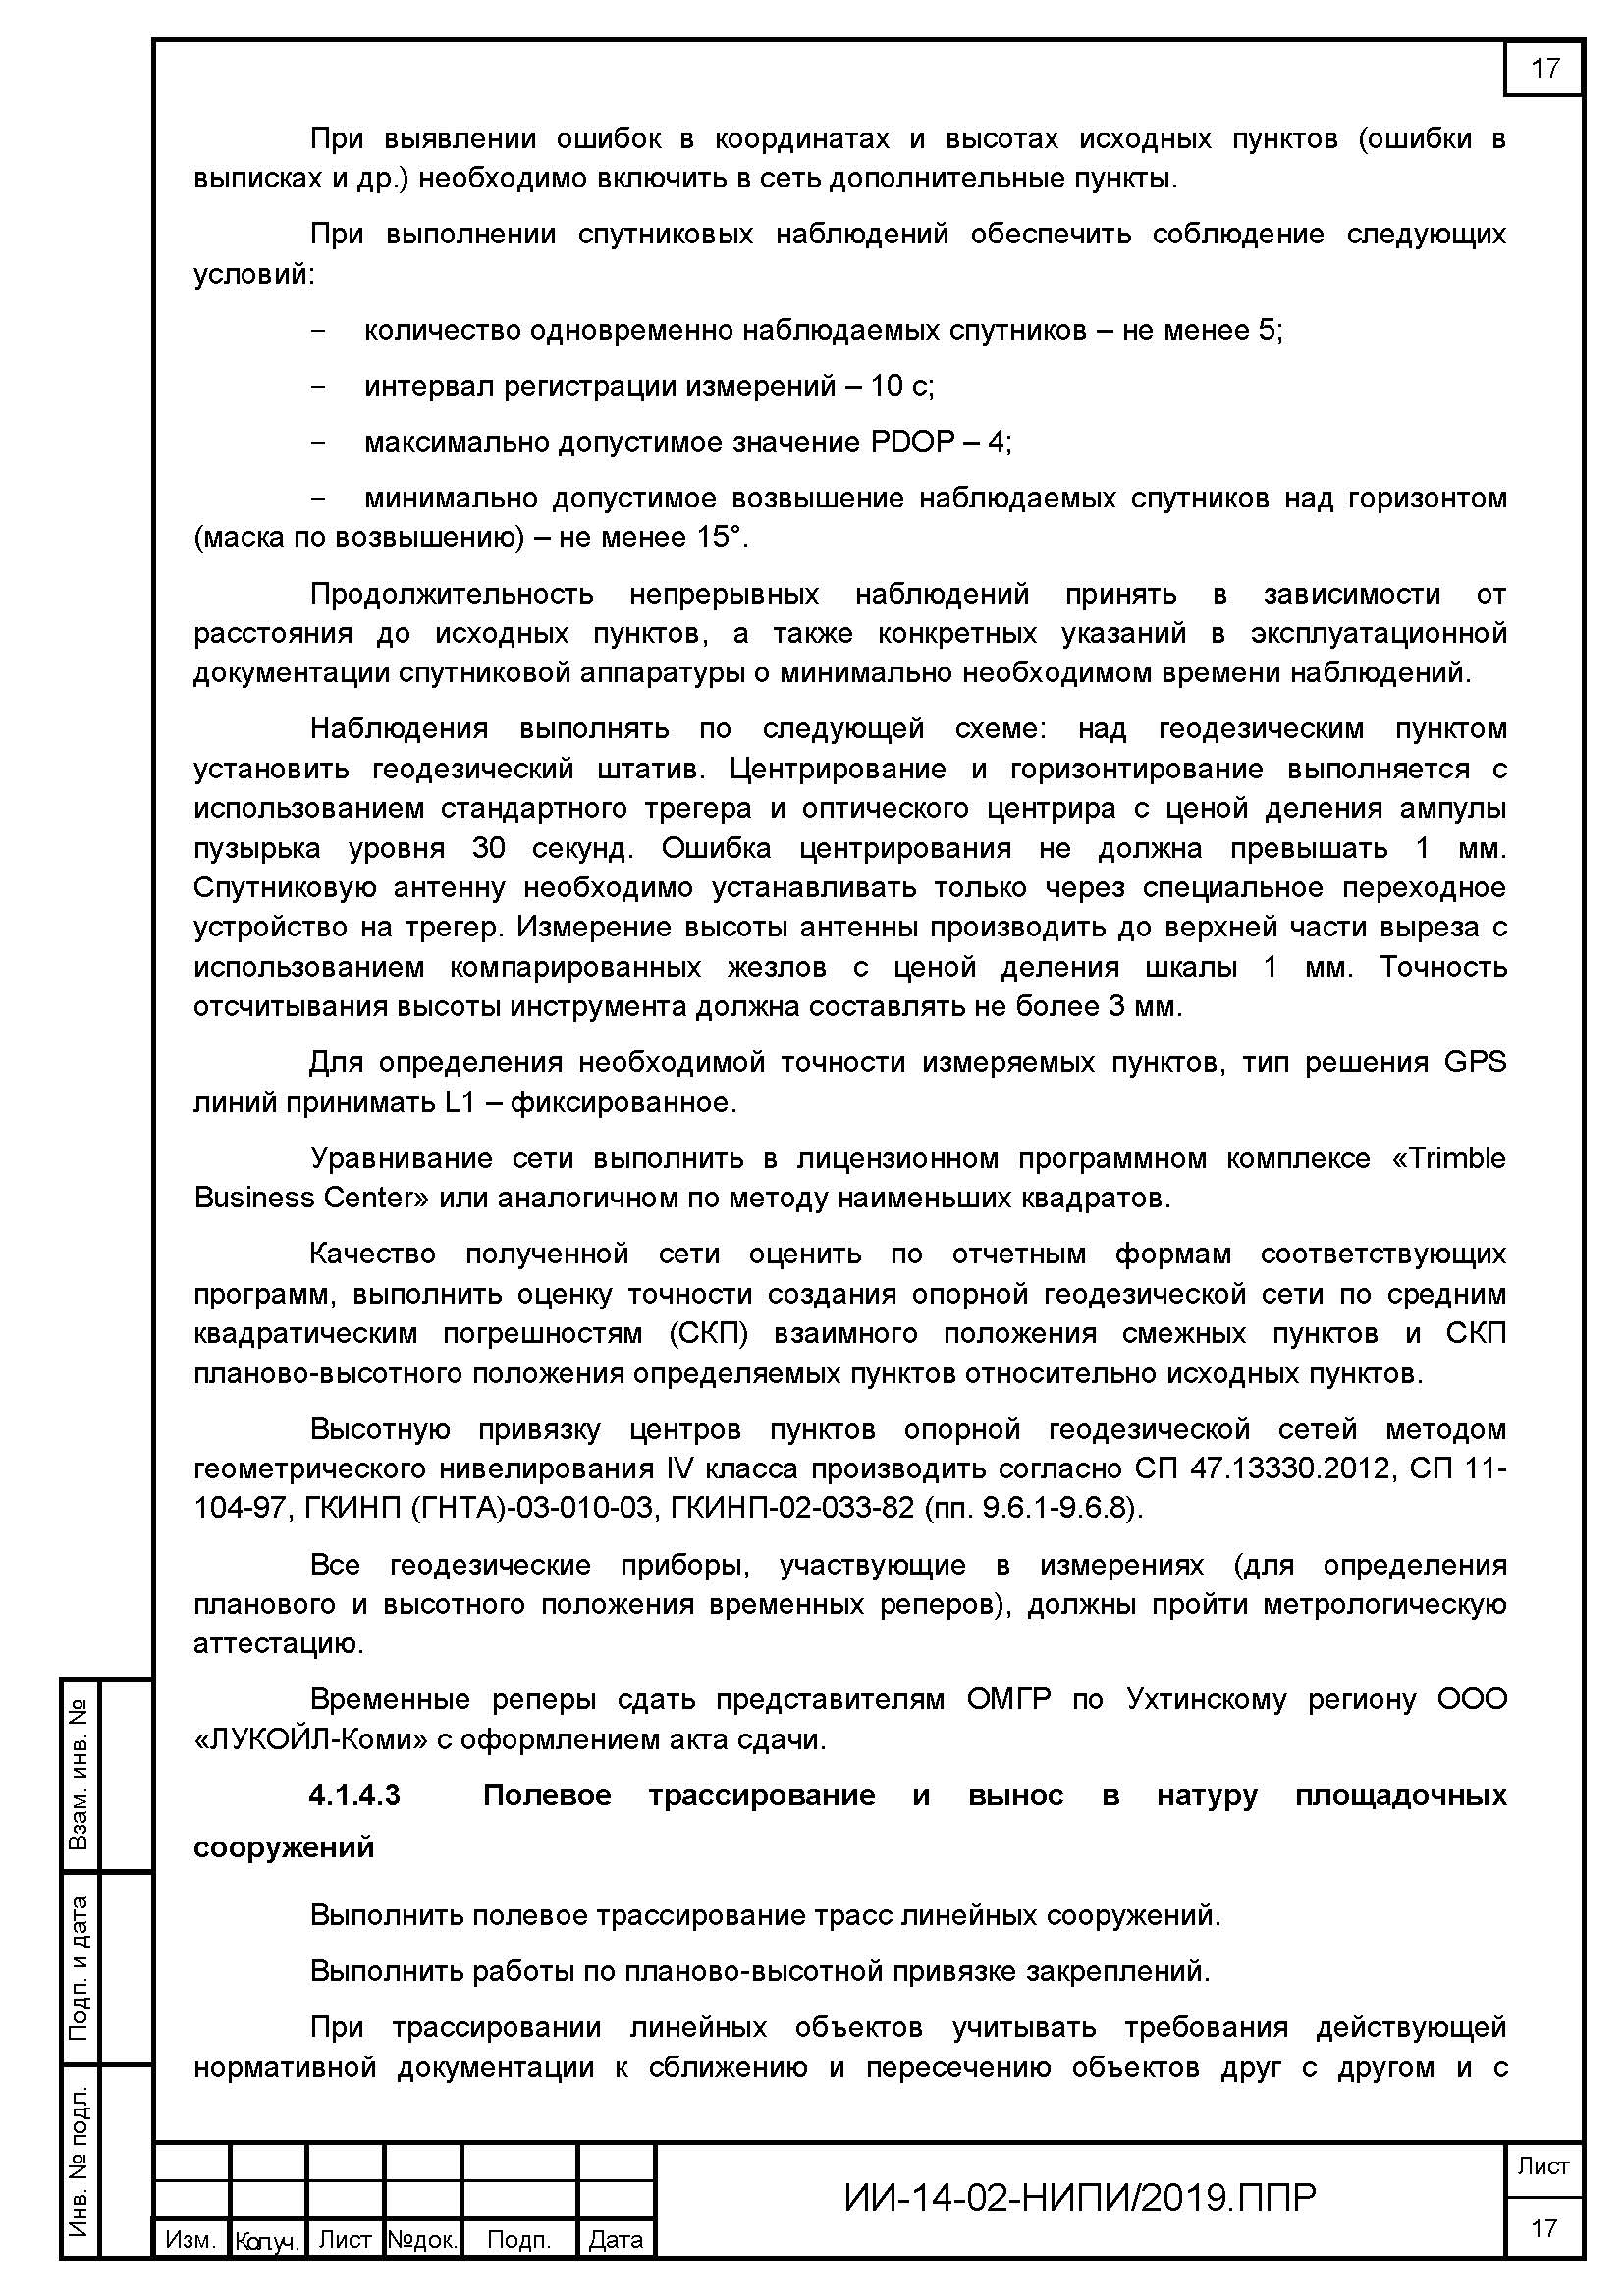 17
При выявлении ошибок в координатах и высотах исходных пунктов (ошибки в
выписках и др.) необходимо включить в сеть дополнительные пункты.
При выполнении спутниковых наблюдений обеспечить соблюдение следующих
условий:
– количество одновременно наблюдаемых спутников – не менее 5;
– интервал регистрации измерений – 10 с;
– максимально допустимое значение PDOP – 4;
– минимально допустимое возвышение наблюдаемых спутников над горизонтом
(маска по возвышению) – не менее 15°.
Продолжительность непрерывных наблюдений принять в зависимости от
расстояния до исходных пунктов, а также конкретных указаний в эксплуатационной
документации спутниковой аппаратуры о минимально необходимом времени наблюдений.
Наблюдения выполнять по следующей схеме: над геодезическим пунктом
установить геодезический штатив. Центрирование и горизонтирование выполняется с
использованием стандартного трегера и оптического центрира с ценой деления ампулы
пузырька уровня 30 секунд. Ошибка центрирования не должна превышать 1 мм.
Спутниковую антенну необходимо устанавливать только через специальное переходное
устройство на трегер. Измерение высоты антенны производить до верхней части выреза с
использованием компарированных жезлов с ценой деления шкалы 1 мм. Точность
отсчитывания высоты инструмента должна составлять не более 3 мм.
Для определения необходимой точности измеряемых пунктов, тип решения GPS
линий принимать L1 – фиксированное.
Уравнивание сети выполнить в лицензионном программном комплексе «Trimble
Business Center» или аналогичном по методу наименьших квадратов.
Качество полученной сети оценить по отчетным формам соответствующих
программ, выполнить оценку точности создания опорной геодезической сети по средним
квадратическим погрешностям (СКП) взаимного положения смежных пунктов и СКП
планово-высотного положения определяемых пунктов относительно исходных пунктов.
Высотную привязку центров пунктов опорной геодезической сетей методом
геометрического нивелирования IV класса производить согласно СП 47.13330.2012, СП 11-
104-97, ГКИНП (ГНТА)-03-010-03, ГКИНП-02-033-82 (пп. 9.6.1-9.6.8).
Все геодезические приборы, участвующие в измерениях (для определения
планового и высотного положения временных реперов), должны пройти метрологическую
аттестацию.
Временные реперы сдать представителям ОМГР по Ухтинскому региону ООО
«ЛУКОЙЛ-Коми» с оформлением акта сдачи.
4.1.4.3 Полевое трассирование и вынос в натуру площадочных
сооружений
Выполнить полевое трассирование трасс линейных сооружений.
Выполнить работы по планово-высотной привязке закреплений.
При трассировании линейных объектов учитывать требования действующей
нормативной документации к сближению и пересечению объектов друг с другом и с
Взам. инв. №
Подп. и дата
Инв. № подл.
Изм. Кол.уч. Лист №док. Подп. Дата
ИИ-14-02-НИПИ/2019.ППР
Лист
17